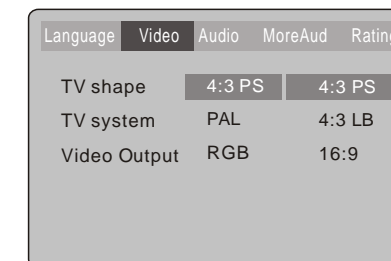 Language Video Audio MoreAud Rating
TV shape 4:3 PS 4:3 PS
TV system PAL 4:3 LB
Video Output RGB 16:9